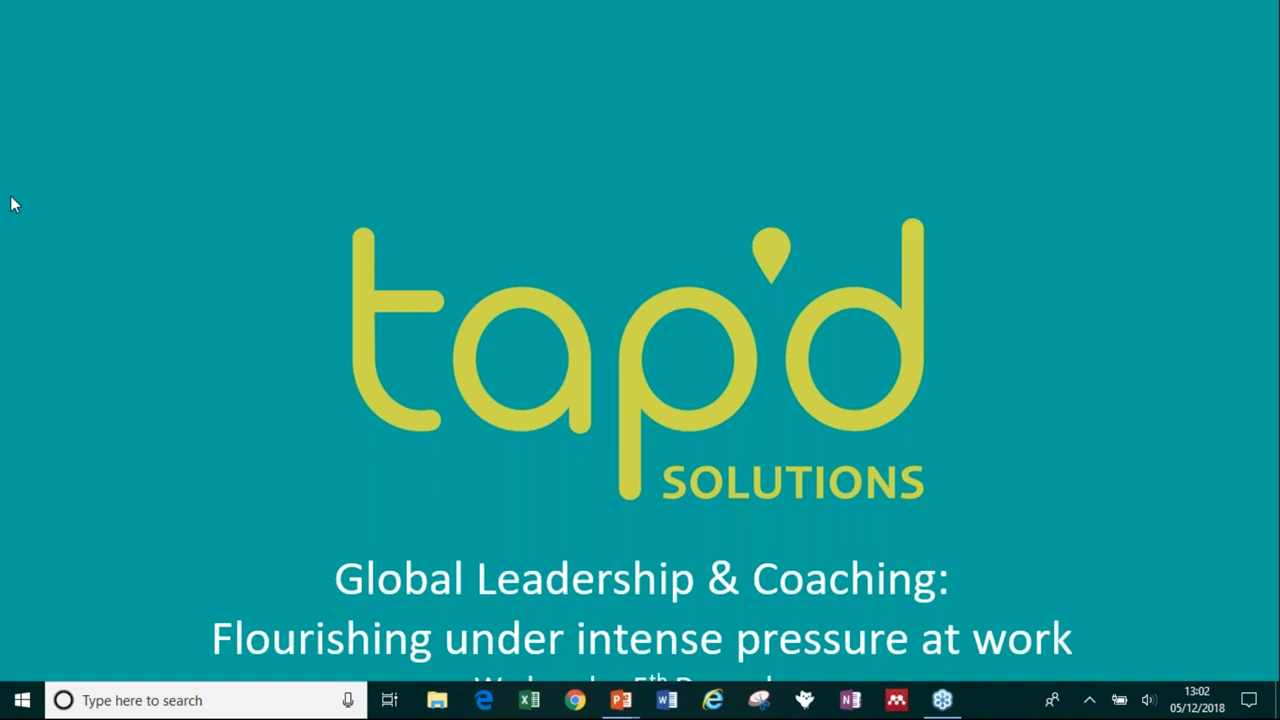 tap'd
SOLUTIONS
Global Leadership & Coaching:
Flourishing under intense pressure at work
5th
Type here to search
13:02
05/12/2018